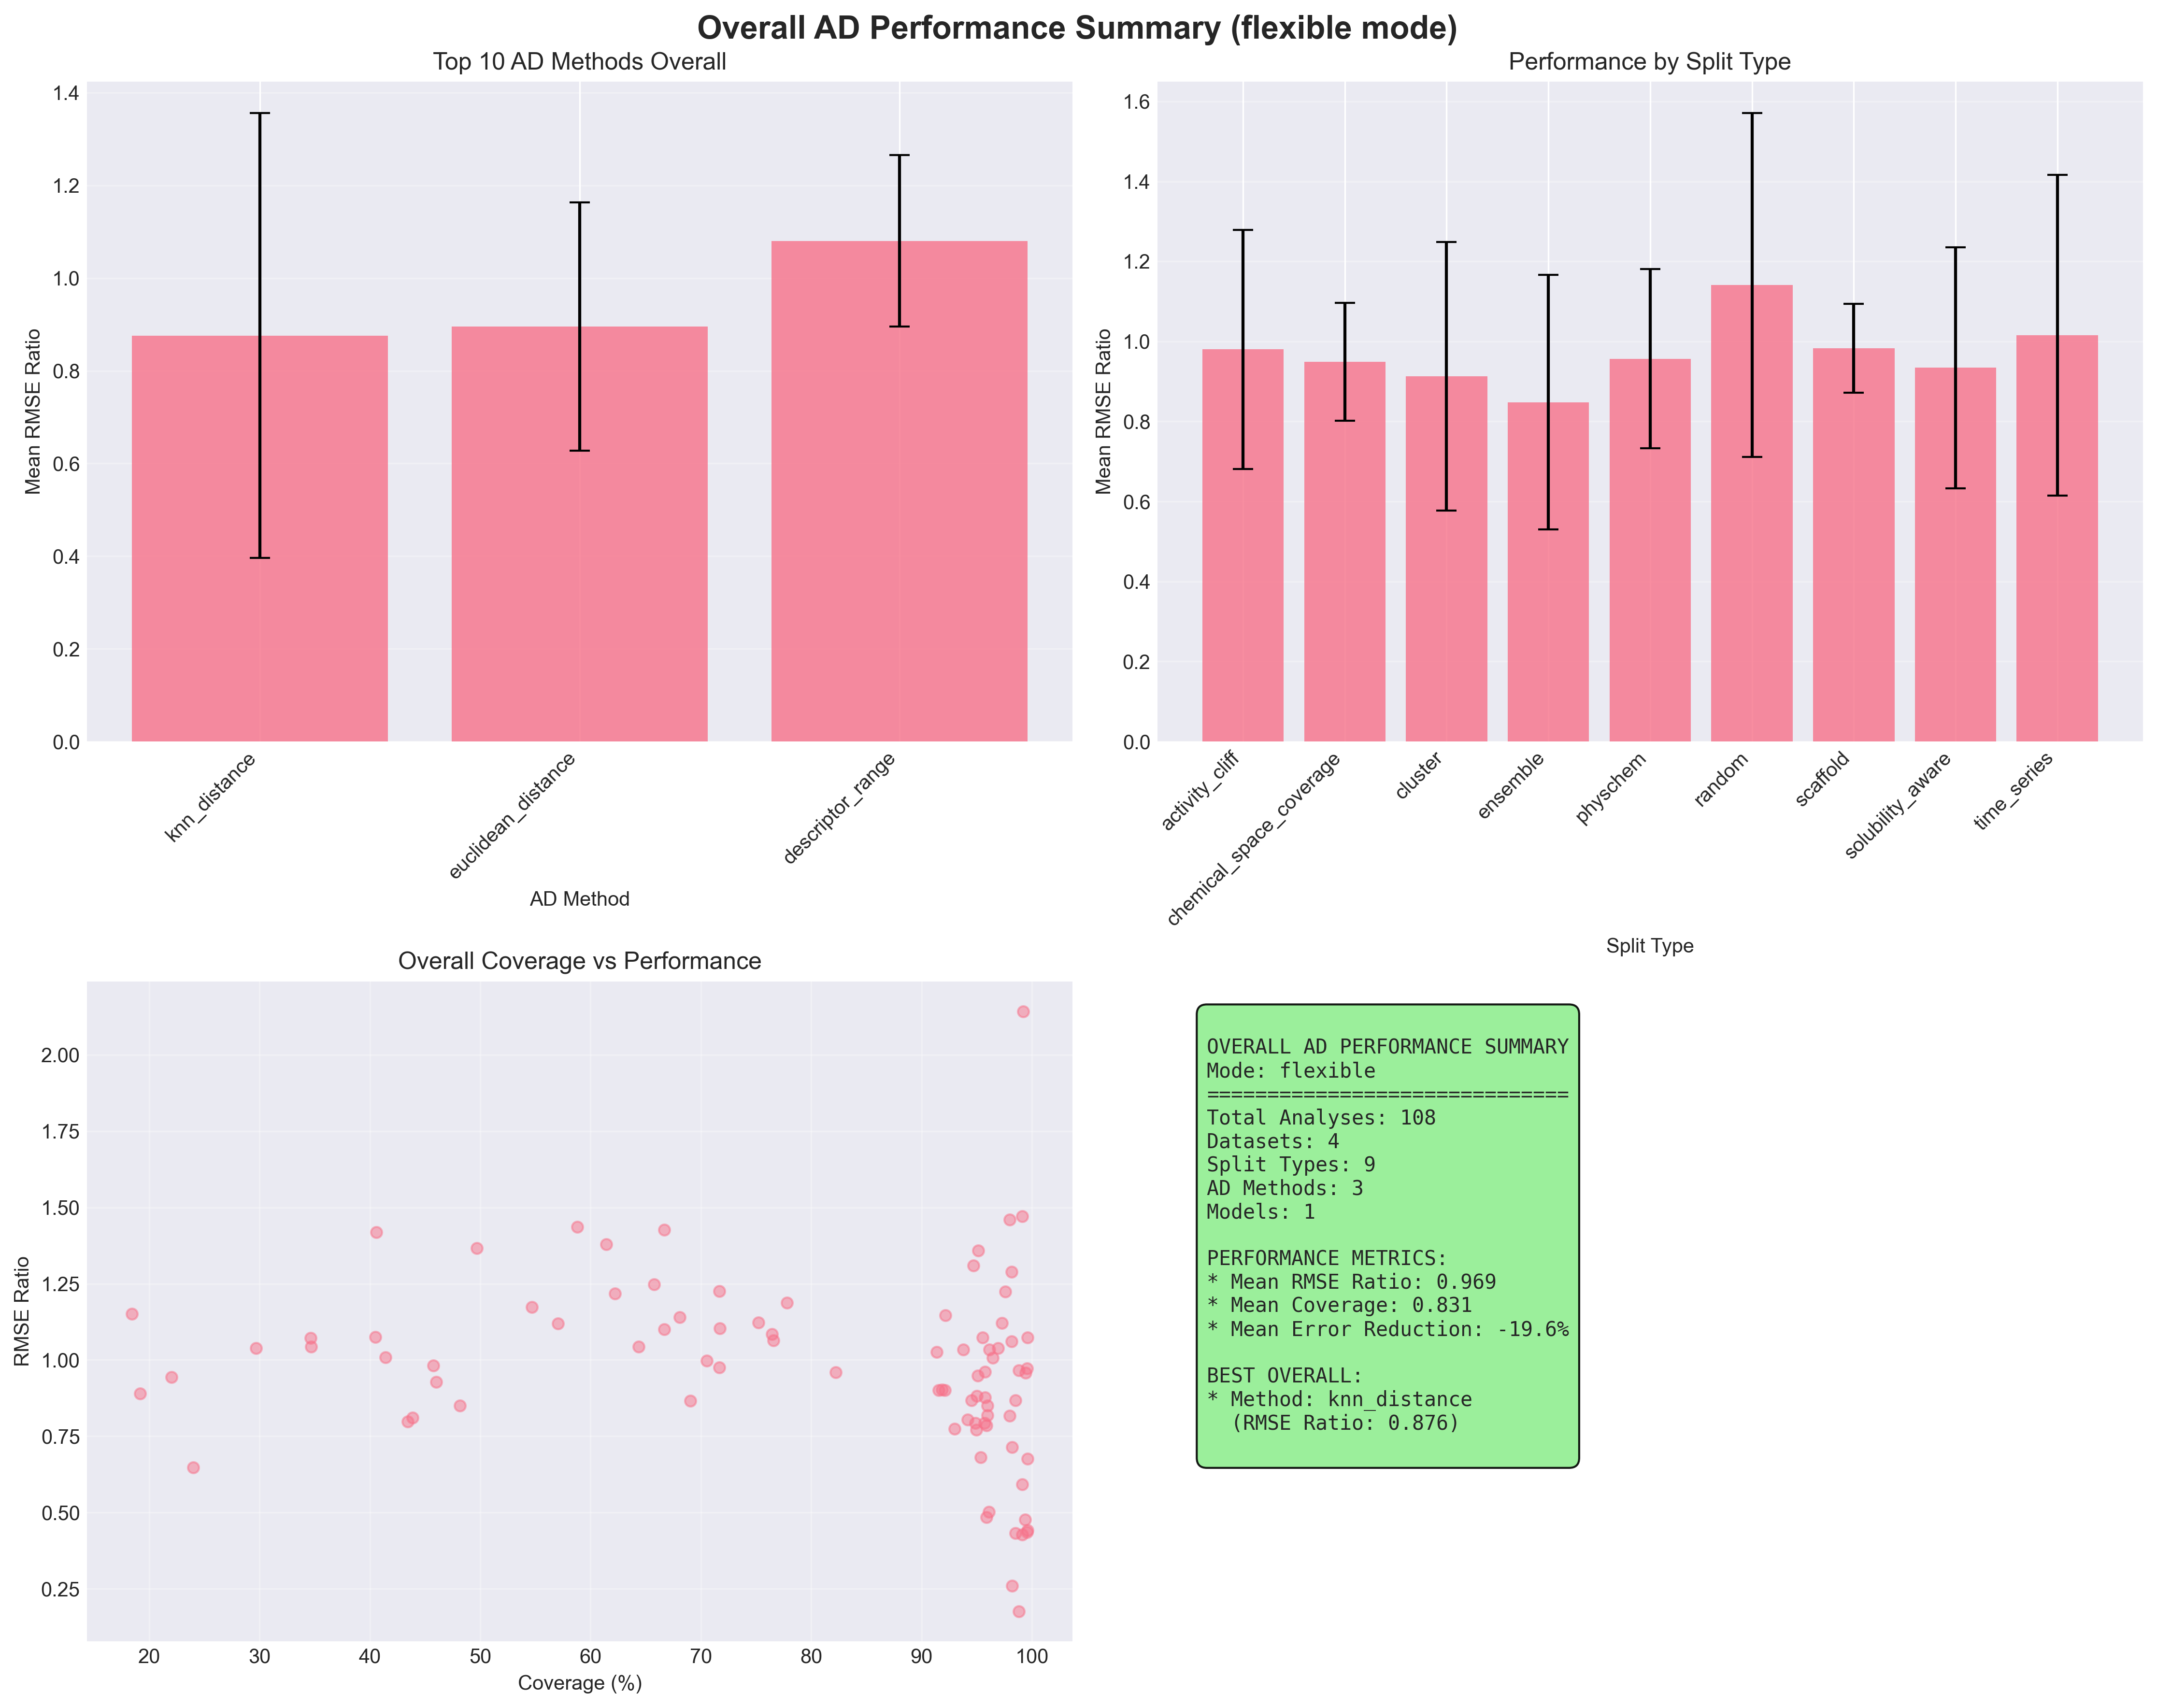 Overall AD Performance Summary (flexible mode)
Top 10 AD Methods Overall
Mean RMSE Ratio
1.4
1.2
1.0
0.8
0.6
0.4
0.2
0.0
knn_distance
euclidean_distance
descriptor_range
AD Method
Performance by Split Type
Mean RMSE Ratio
1.6
1.4
1.2
1.0
0.8
0.6
0.4
0.2
0.0
activity_cliff
chemical_space_coverage
cluster
ensemble
physchem
random
scaffold
solubility_aware
time_series
Split Type
Overall Coverage vs Performance
RMSE Ratio
2.00
1.75
1.50
1.25
1.00
0.75
0.50
0.25
20 30 40 50 60 70 80 90 100
Coverage (%)
OVERALL AD PERFORMANCE SUMMARY
Mode: flexible
==============================
Total Analyses: 108
Datasets: 4
Split Types: 9
AD Methods: 3
Models: 1
PERFORMANCE METRICS:
* Mean RMSE Ratio: 0.969
* Mean Coverage: 0.831
* Mean Error Reduction: -19.6%
BEST OVERALL:
* Method: knn_distance
(RMSE Ratio: 0.876)